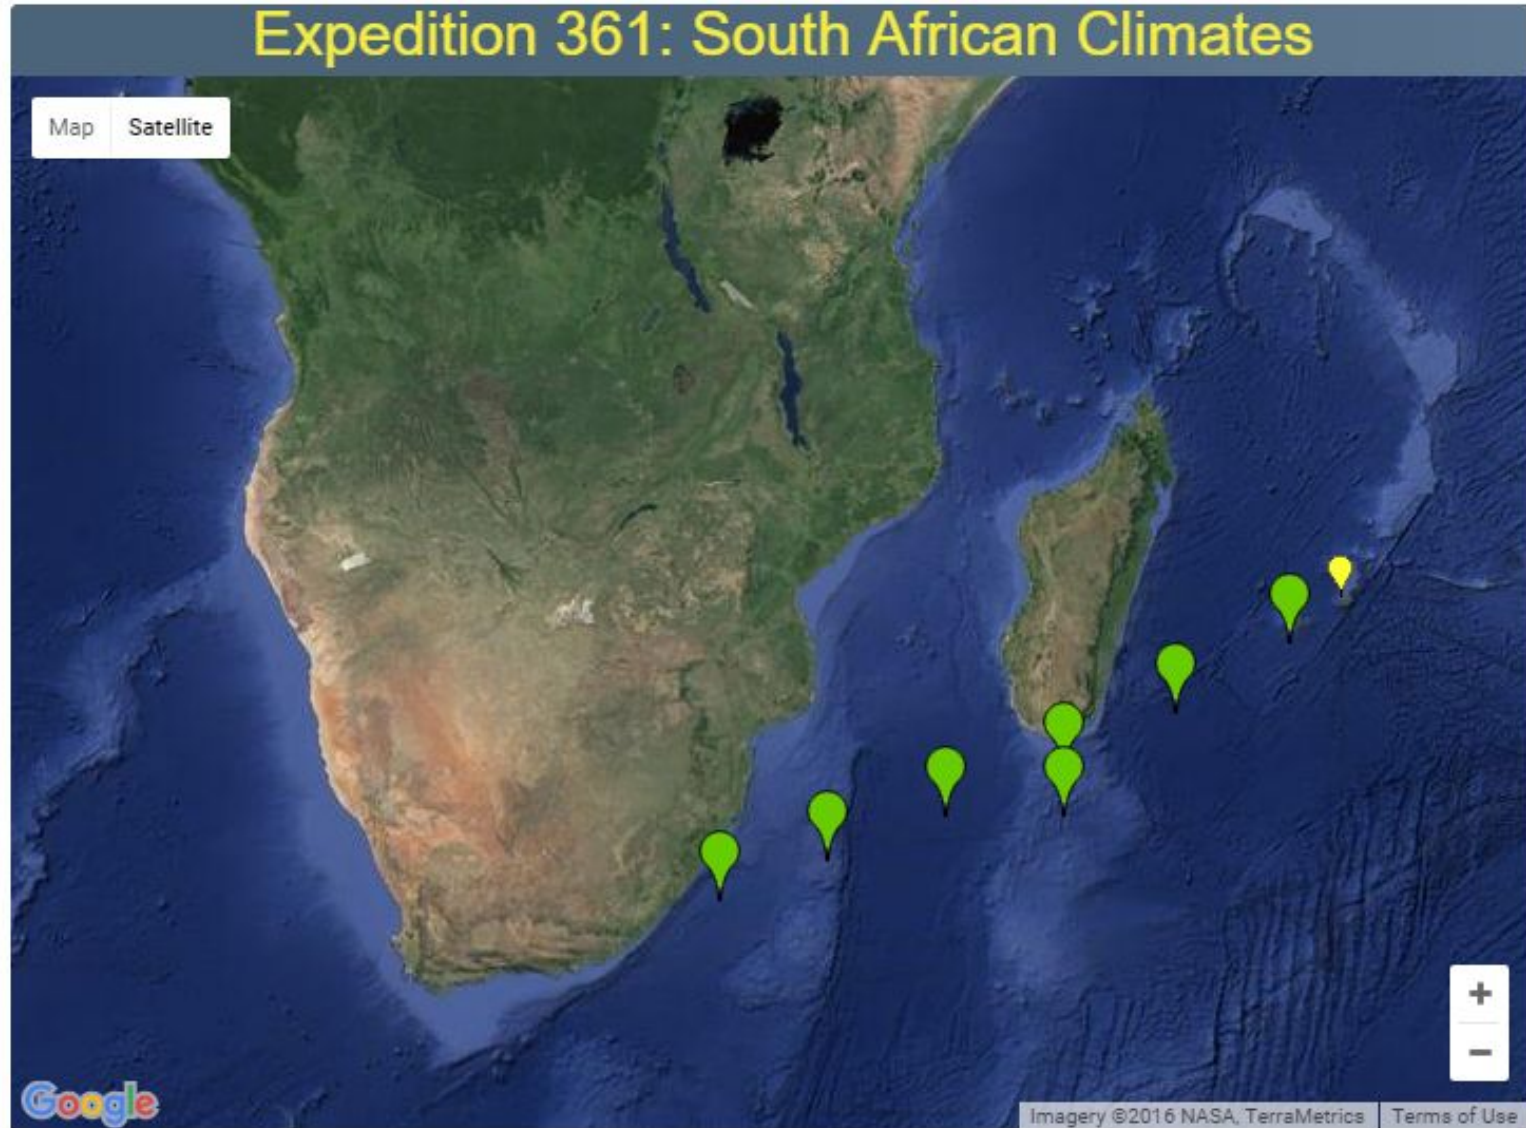 Expedition 361: South African Climates
Map Satellite
+
−
Google
Imagery ©2016 NASA, TerraMetrics Terms of Use